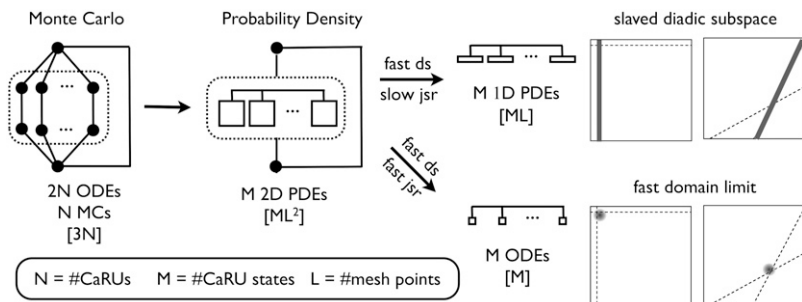 Monte Carlo
Probability Density
slaved diadic subspace
...
...
...
...
fast ds
slow jsr
M 1D PDEs
[ML]
2N ODEs
N MCs
[3N]
M 2D PDEs
[ML²]
fast ds
fast jsr
...
M ODEs
[M]
fast domain limit
N = #CaRUs M = #CaRU states L = #mesh points